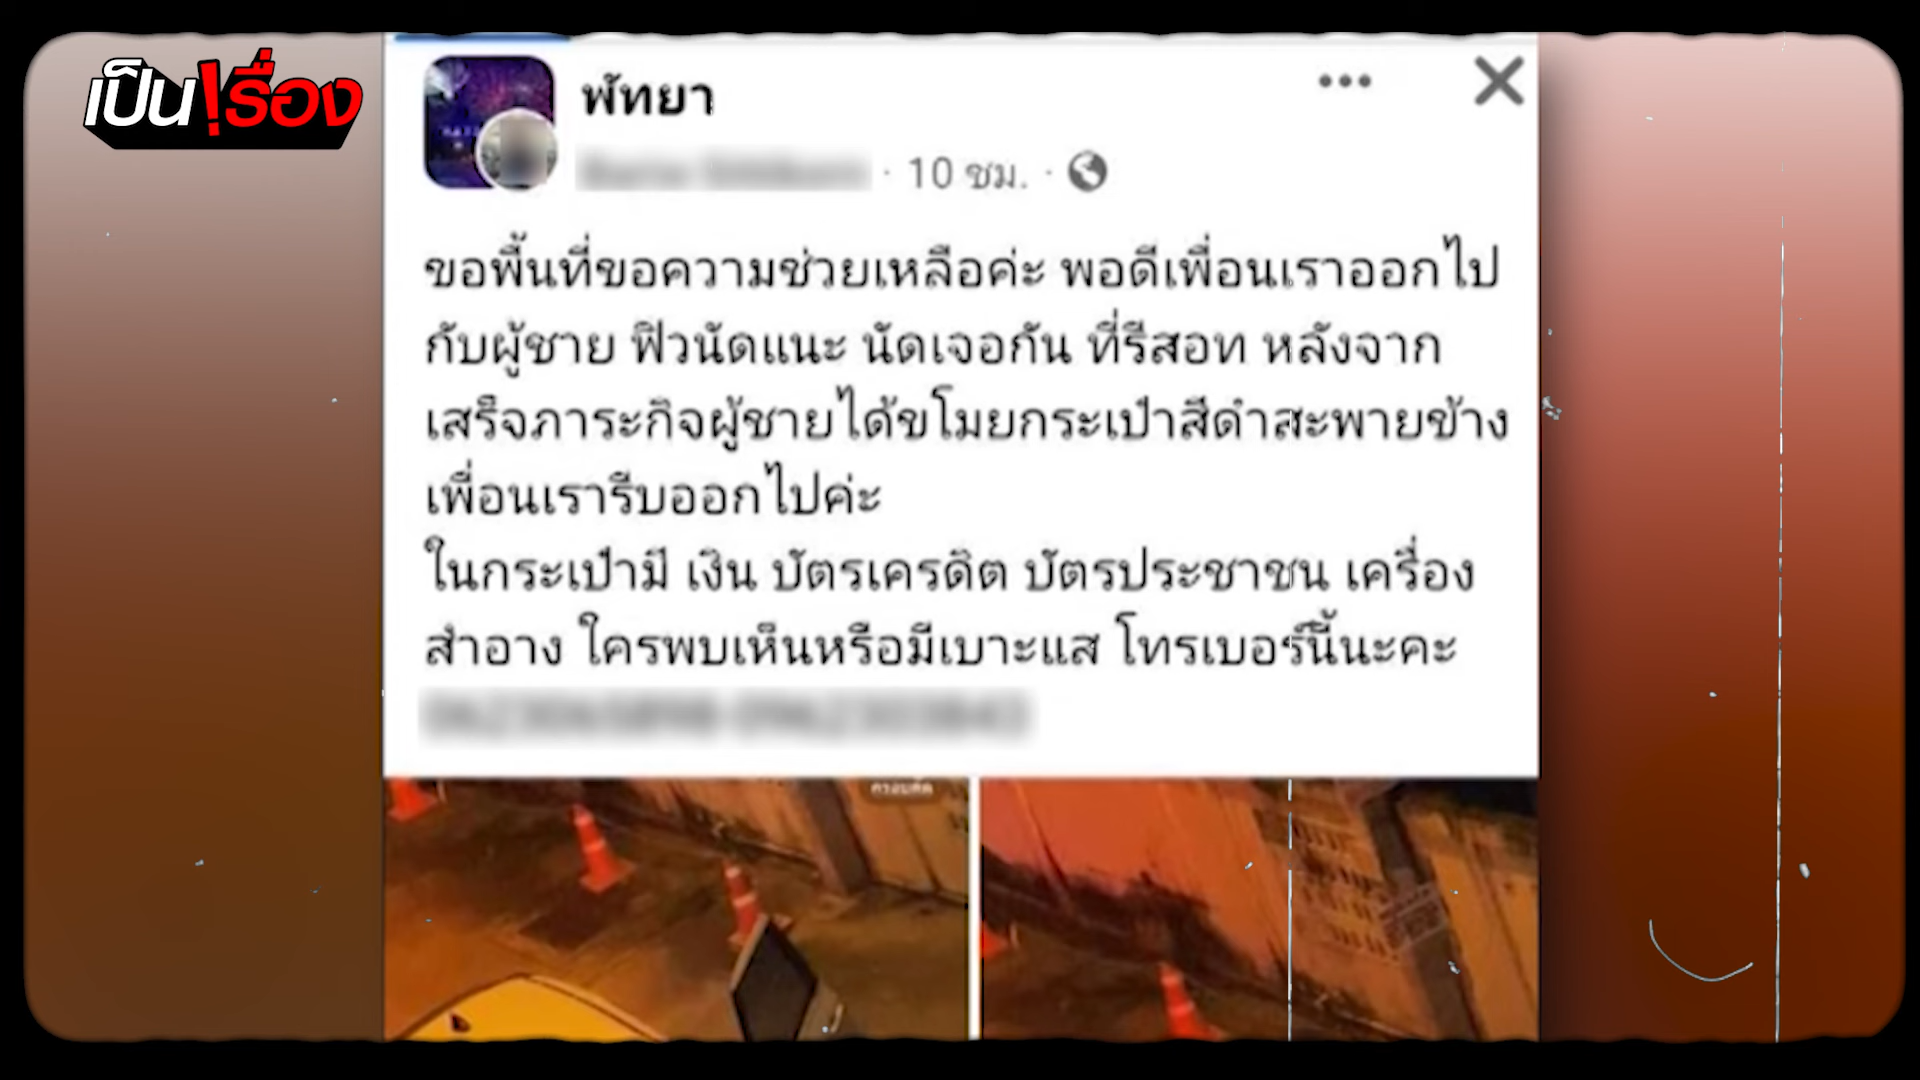 เป็นเรื่อง
พัทยา
· 10 ชม. ·
ขอพื้นที่ขอความช่วยเหลือค่ะ พอดีเพื่อนเราออกไป
กับผู้ชาย ฟิวนัดแนะ นัดเจอกัน ที่รีสอท หลังจาก
เสร็จภาระกิจผู้ชายได้ขโมยกระเป๋าสีดำสะพายข้าง
เพื่อนเรารีบออกไปค่ะ
ในกระเป๋ามี เงิน บัตรเครดิต บัตรประชาชน เครื่อง
สำอาง ใครพบเห็นหรือมีเบาะแส โทรเบอร์นี้นะคะ